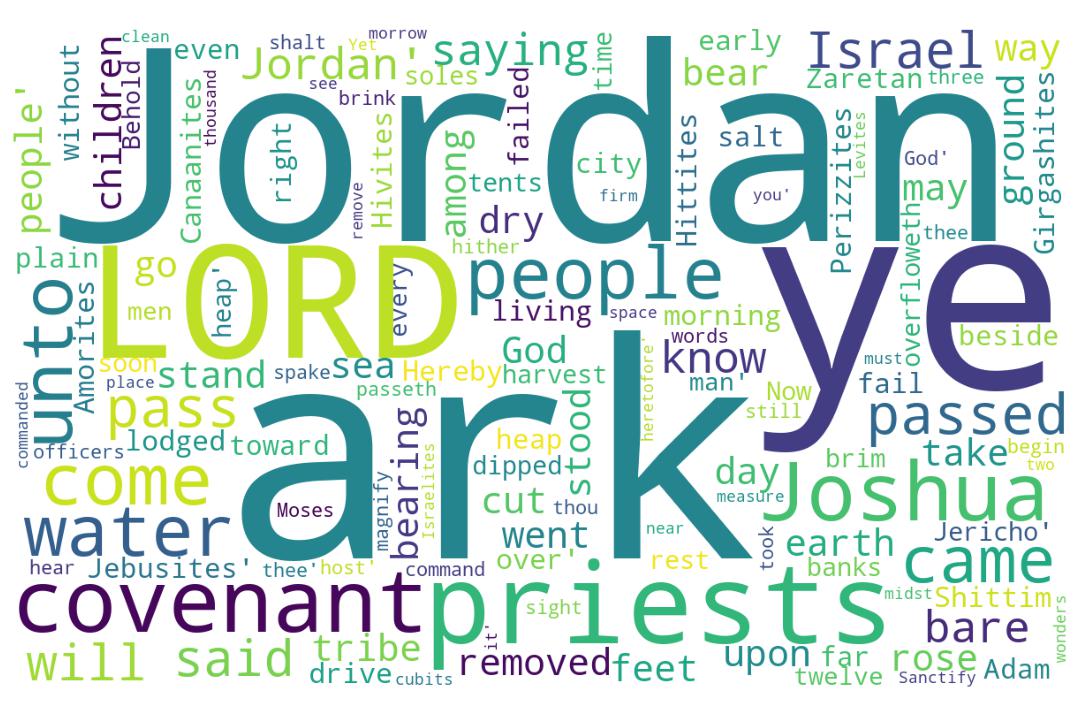 clean
even
shalt
Yet
morrow
Jordan'
saying
time
early
Israel
way
without
children
Behold
thousand
see
brink
soles
failed
bear
Zaretan
three
people'
Jordan
Canaanites
right
remove
Hivites
among
tents
dry
city
firm
Hittites
salt
you'
Perizzites
Levites
God'
may
thee
ground
Girgashites
hither
plain
LORD
go
men
heap'
every
people
living
space
morning
words
ye
overfloweth
beside
unto
Amorites
soon
place
stand
spake
sea
passeth
Hereby
God
harvest
heretofore'
know
man'
Now
still
must
fail
passed
commanded
pass
officers
lodged
toward
ark
heap
dipped
stood
day
measure
brim
take
begin
two
come
Moses
magnify
bearing
Israelites
cut
thou
Joshua
water
went
near
took
earth
Jericho'
hear
Jebusites'
thee'
host'
command
over'
rest
banks
came
covenant
priests
sight
midst
Shittim
wonders
will
said
tribe
drive
cubits
it'
removed
feet
upon
far
twelve
rose
bare
Sanctify
Adam